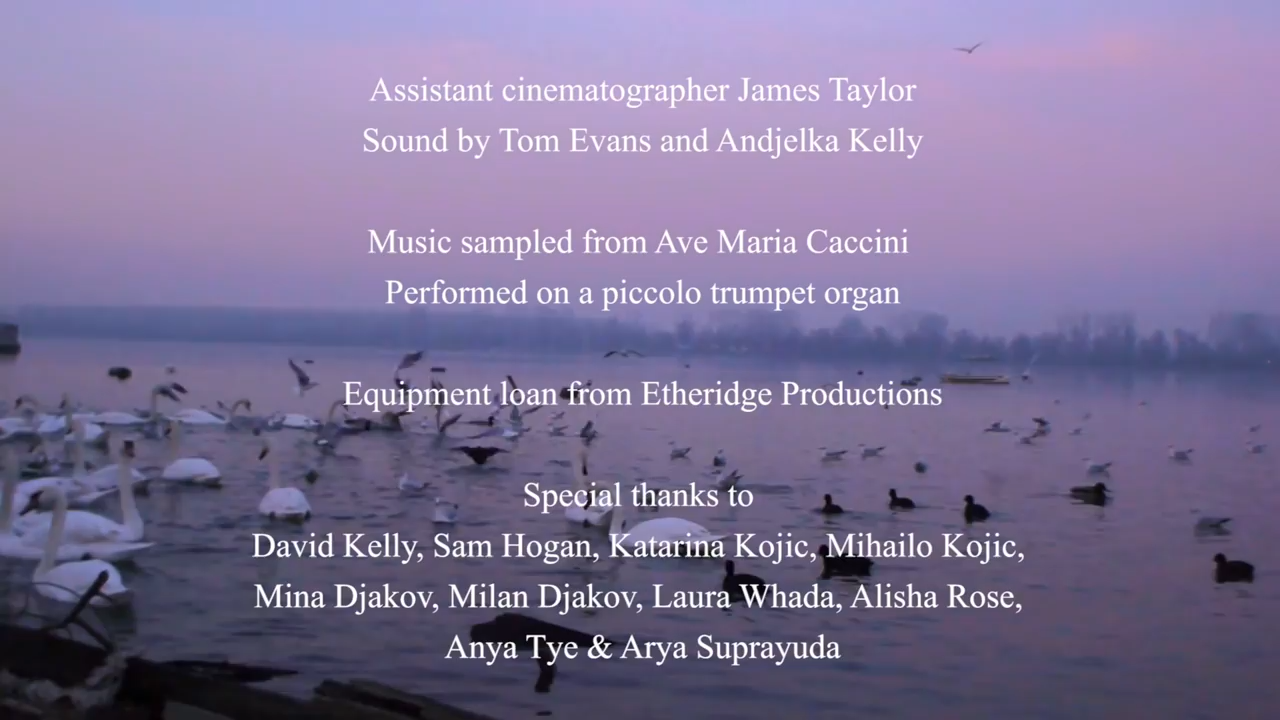 Assistant cinematographer James Taylor
Sound by Tom Evans and Andjelka Kelly
Music sampled from Ave Maria Caccini
Performed on a piccolo trumpet organ
Equipment loan from Etheridge Productions
Special thanks to
David Kelly, Sam Hogan, Katarina Kojic, Mihailo Kojic,
Mina Djakov, Milan Djakov, Laura Whada, Alisha Rose,
Anya Tye & Arya Suprayuda